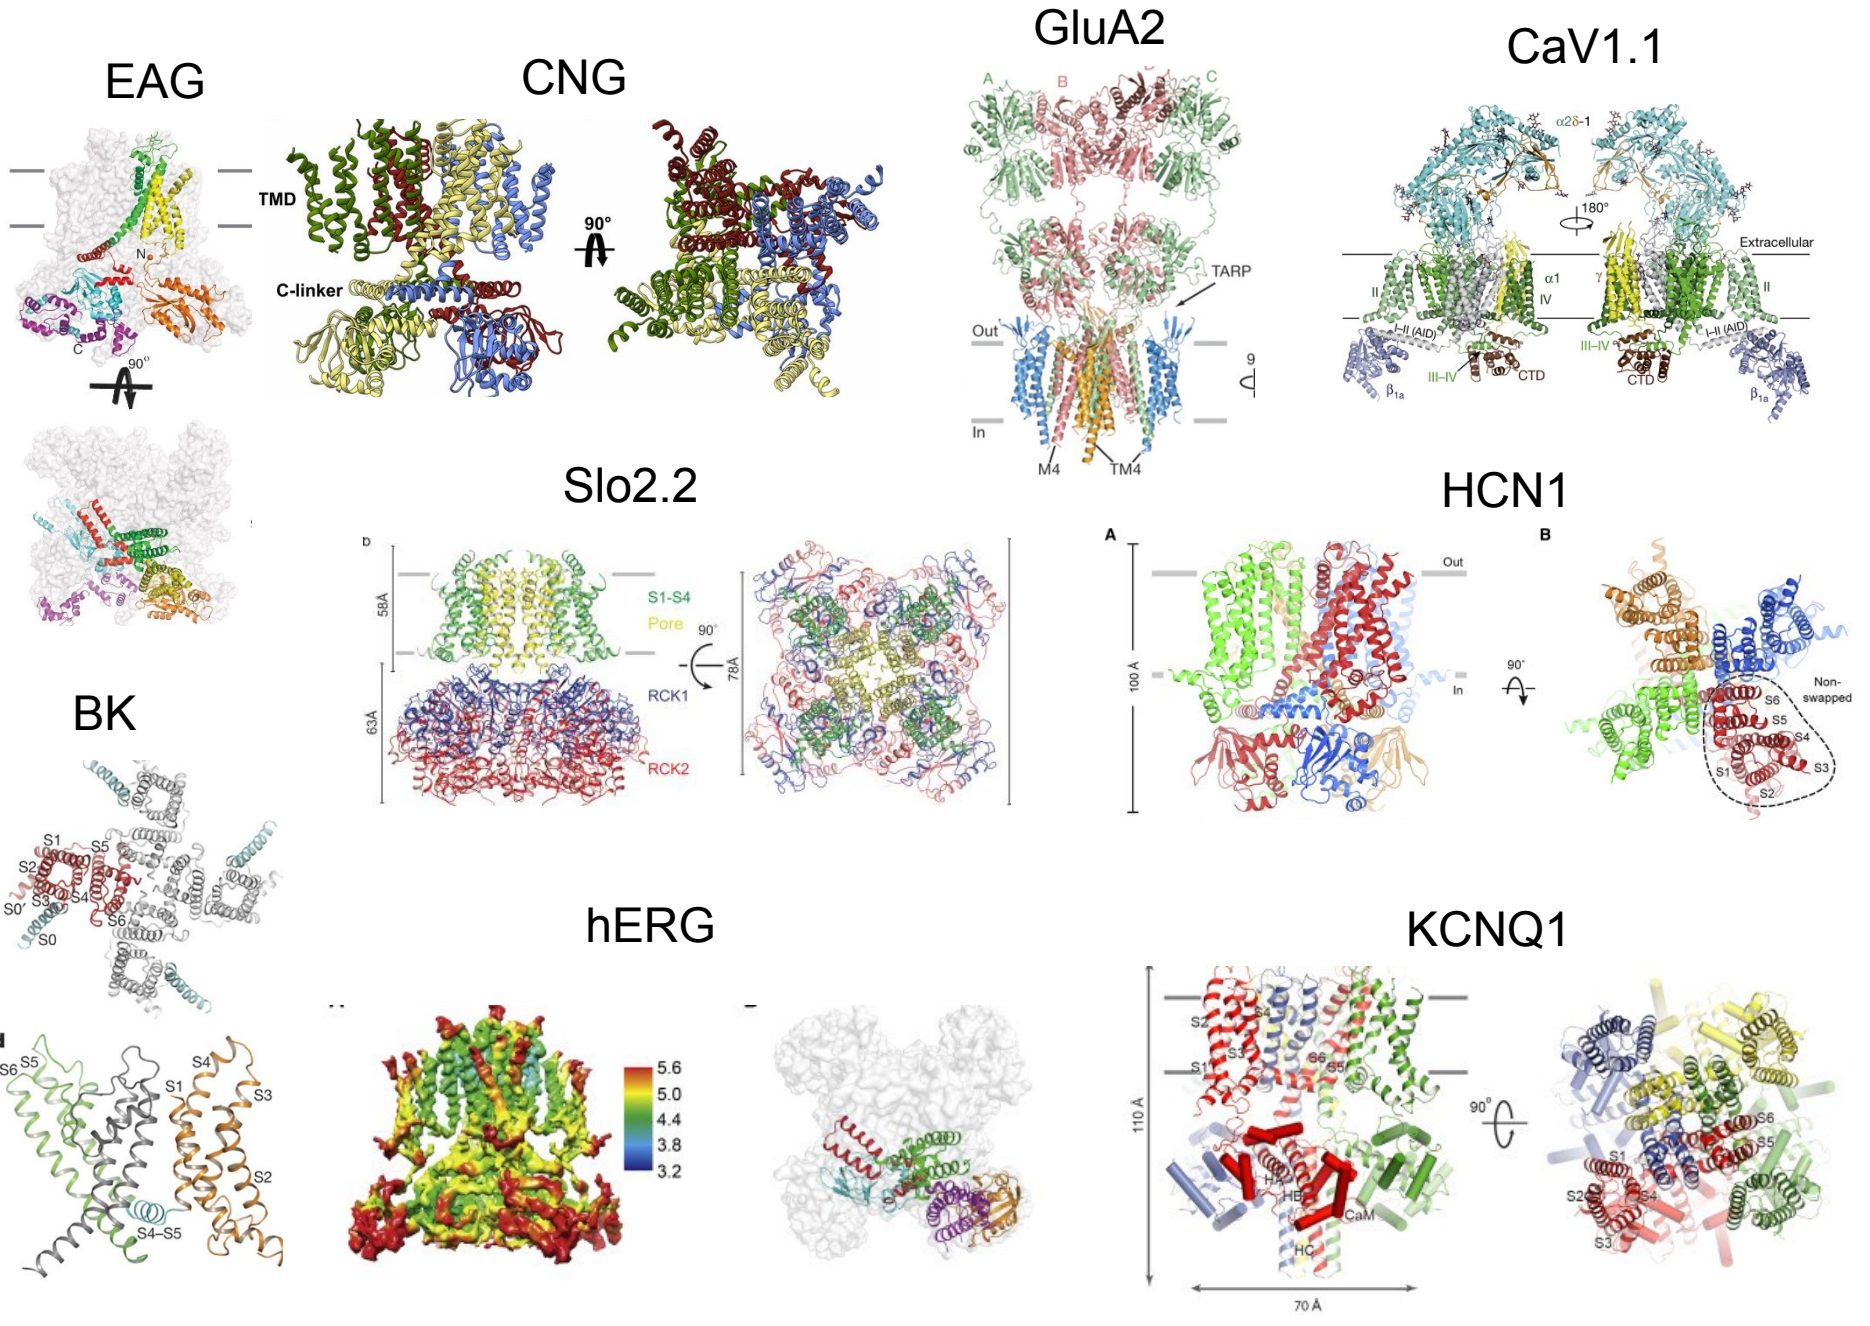 EAG
N
C
90°
CNG
TMD
C-linker
90°
GluA2
A
B
C
TARP
Out
In
M4
TM4
9
CaV1.1
α2δ-1
180°
Extracellular
II
α1
IV
γ
II
I–II (AID)
I–II (AID)
III–IV
III–IV
CTD
CTD
β1a
β1a
Slo2.2
b
58Å
63Å
S1-S4
Pore
RCK1
RCK2
90°
78Å
HCN1
A
B
Out
In
100 Å
90°
Non-
swapped
S6
S5
S4
S3
S1
S2
BK
S1
S5
S2
S0'
S3
S4
S6
S0
d
S6
S5
S4
S1
S3
S2
S4–S5
hERG
5.6
5.0
4.4
3.8
3.2
KCNQ1
110 Å
S2
S4
S3
S1
S6
S5
HA
HB
CaM
HC
70 Å
90°
S6
S5
S1
S2
S4
S3